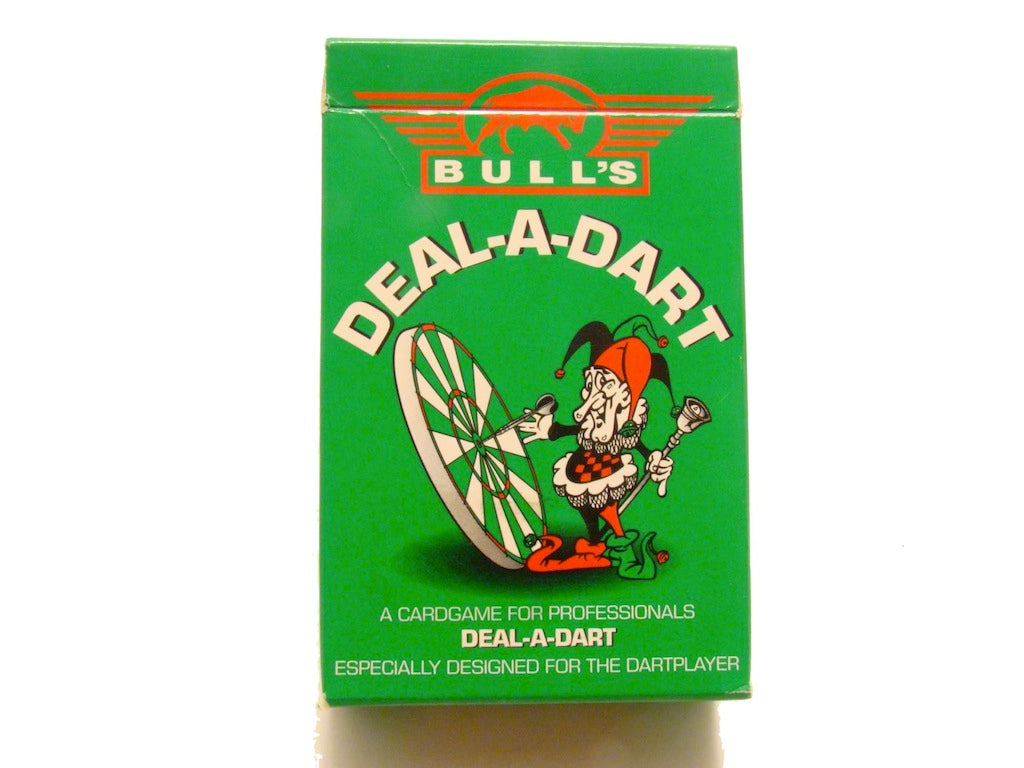 BULL'S
DEAL-A-DART
A CARDGAME FOR PROFESSIONALS
DEAL-A-DART
ESPECIALLY DESIGNED FOR THE DARTPLAYER